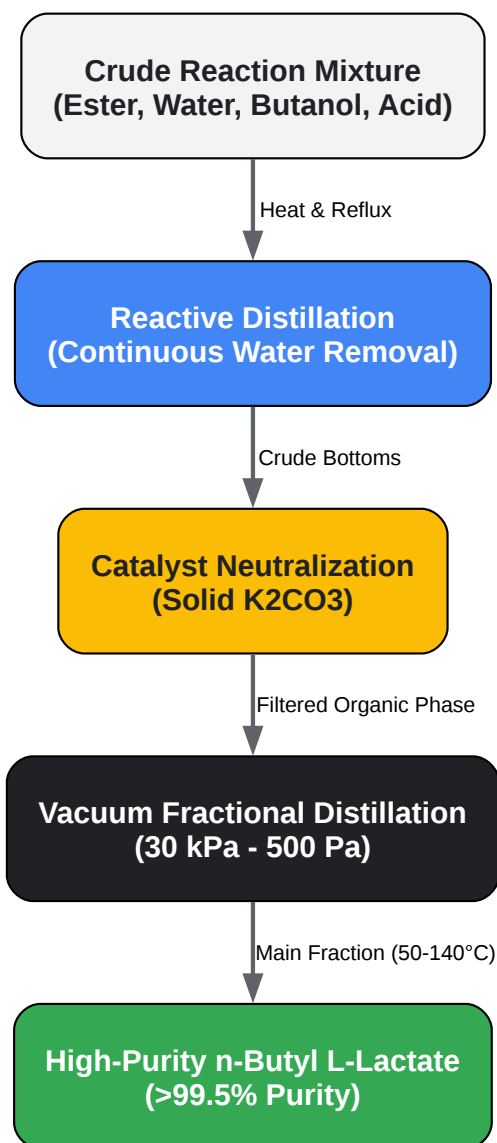 Crude Reaction Mixture
(Ester, Water, Butanol, Acid)
Heat & Reflux
Reactive Distillation
(Continuous Water Removal)
Crude Bottoms
Catalyst Neutralization
(Solid K2CO3)
Filtered Organic Phase
Vacuum Fractional Distillation
(30 kPa - 500 Pa)
Main Fraction (50-140°C)
High-Purity n-Butyl L-Lactate
(>99.5% Purity)